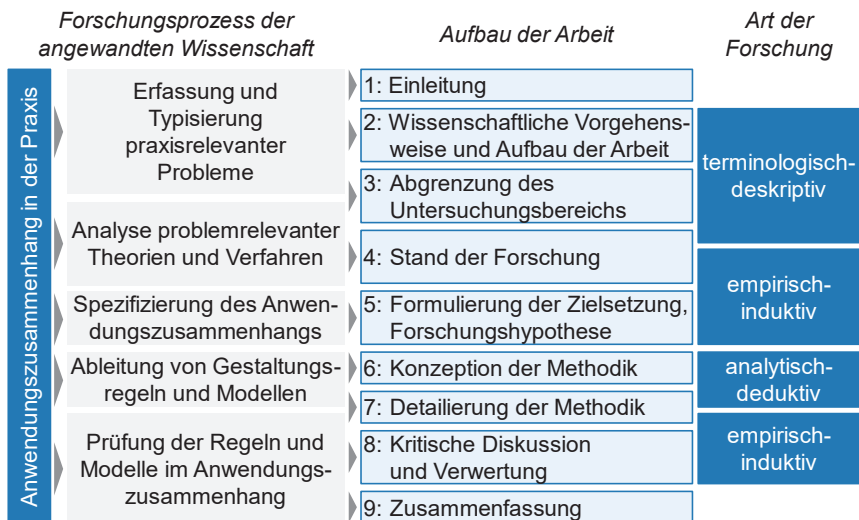 Forschungsprozess der
angewandten Wissenschaft
Aufbau der Arbeit
Art der
Forschung
Anwendungszusammenhang in der Praxis
Erfassung und
Typisierung
praxisrelevanter
Probleme
Analyse problemrelevanter
Theorien und Verfahren
Spezifizierung des Anwen-
dungszusammenhangs
Ableitung von Gestaltungs-
regeln und Modellen
Prüfung der Regeln und
Modelle im Anwendungs-
zusammenhang
1: Einleitung
2: Wissenschaftliche Vorgehens-
weise und Aufbau der Arbeit
3: Abgrenzung des
Untersuchungsbereichs
4: Stand der Forschung
5: Formulierung der Zielsetzung,
Forschungshypothese
6: Konzeption der Methodik
7: Detailierung der Methodik
8: Kritische Diskussion
und Verwertung
9: Zusammenfassung
terminologisch-
deskriptiv
empirisch-
induktiv
analytisch-
deduktiv
empirisch-
induktiv